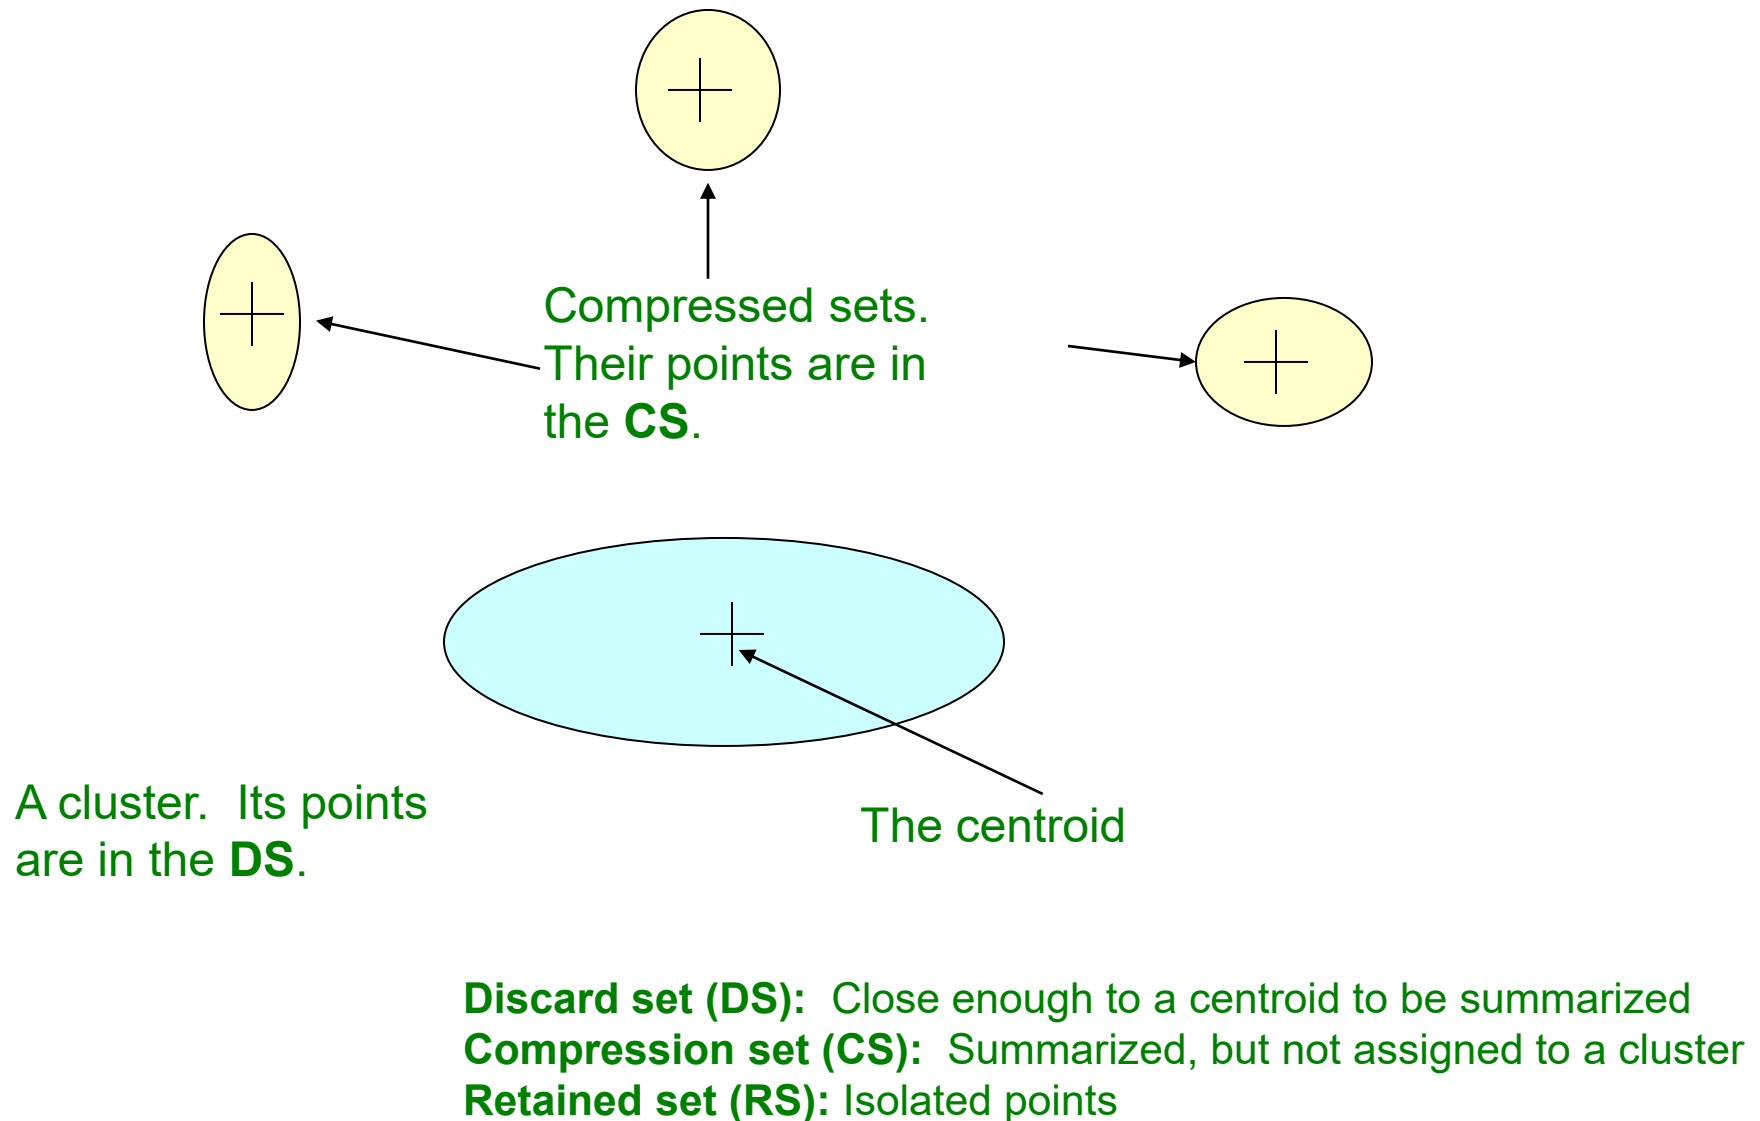 Compressed sets.
Their points are in
the CS.
A cluster.  Its points
are in the DS.
The centroid
Discard set (DS):  Close enough to a centroid to be summarized
Compression set (CS):  Summarized, but not assigned to a cluster
Retained set (RS): Isolated points